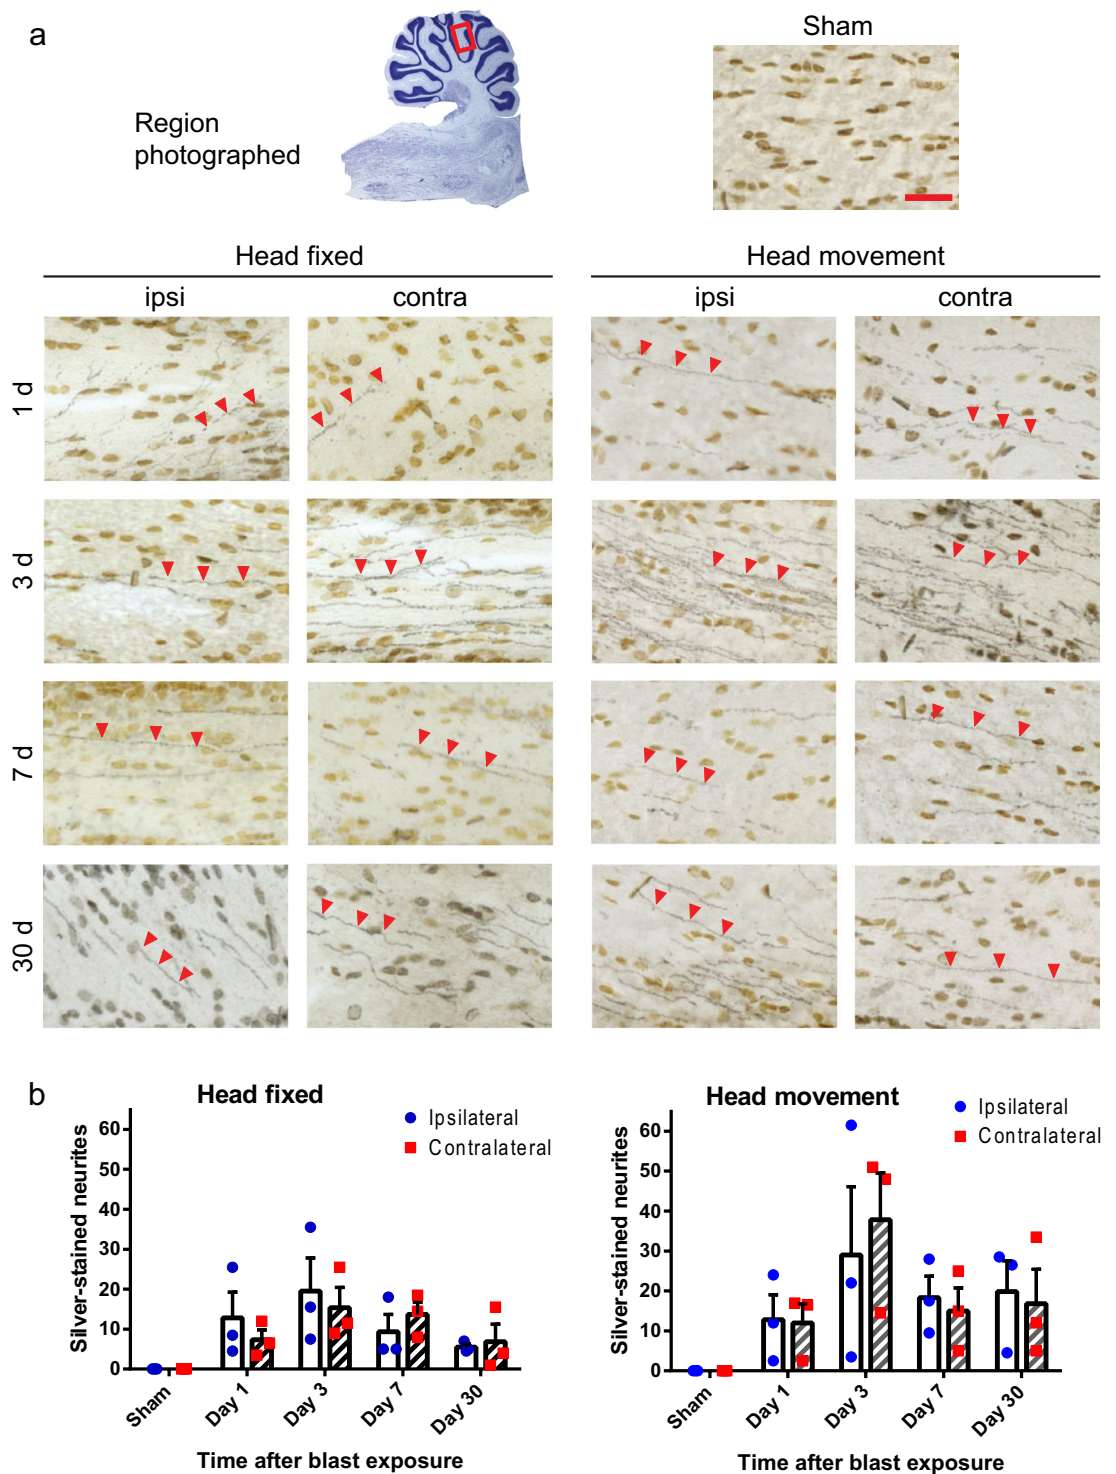 a
Region
photographed
Sham
Head fixed
Head movement
ipsi
contra
ipsi
contra
1 d
3 d
7 d
30 d
b
Head fixed
Ipsilateral
Contralateral
Silver-stained neurites
60
50
40
30
20
10
0
Sham
Day 1
Day 3
Day 7
Day 30
Time after blast exposure
Head movement
Ipsilateral
Contralateral
Silver-stained neurites
60
50
40
30
20
10
0
Sham
Day 1
Day 3
Day 7
Day 30
Time after blast exposure